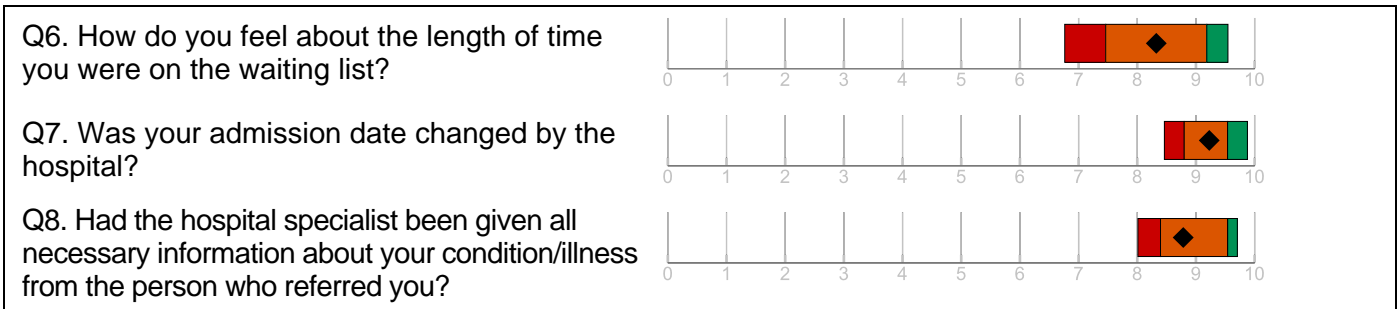 Q6. How do you feel about the length of time
you were on the waiting list?
0 1 2 3 4 5 6 7 8 9 10
Q7. Was your admission date changed by the
hospital?
0 1 2 3 4 5 6 7 8 9 10
Q8. Had the hospital specialist been given all
necessary information about your condition/illness
from the person who referred you?
0 1 2 3 4 5 6 7 8 9 10